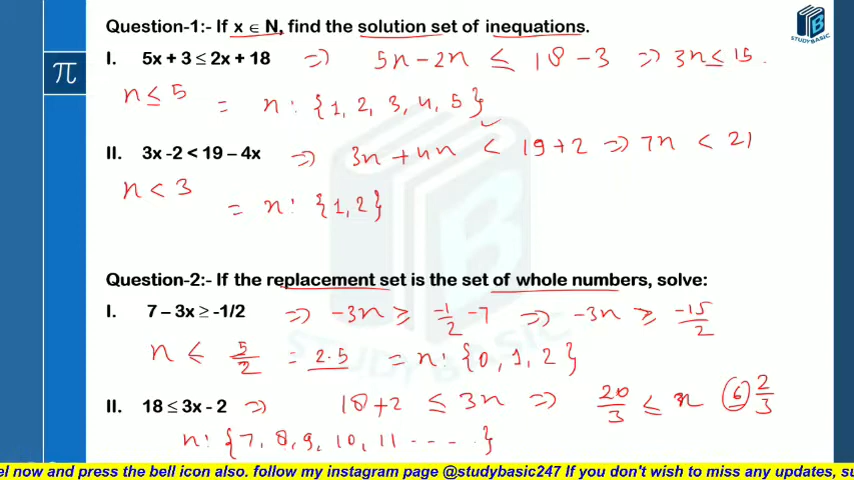 Question-1:- If x ∈ N, find the solution set of inequations.
STUDYBASIC
I. 5x + 3 ≤ 2x + 18 ⇒ 5x - 2x ≤ 18 - 3 ⇒ 3x ≤ 15.
π
x ≤ 5 = x: {1, 2, 3, 4, 5}
II. 3x -2 < 19 – 4x ⇒ 3x + 4x < 19 + 2 ⇒ 7x < 21
x < 3 = x: {1, 2}
STUDYBASIC
Question-2:- If the replacement set is the set of whole numbers, solve:
I. 7 – 3x ≥ -1/2 ⇒ -3x ≥ -1/2 - 7 ⇒ -3x ≥ -15/2
x ≤ 5/2 = 2.5 = x: {0, 1, 2}
II. 18 ≤ 3x - 2 ⇒ 18 + 2 ≤ 3x ⇒ 20/3 ≤ x 6 2/3
x: {7, 8, 9, 10, 11 - - - - - }
el now and press the bell icon also. follow my instagram page @studybasic247 If you don't wish to miss any updates, su